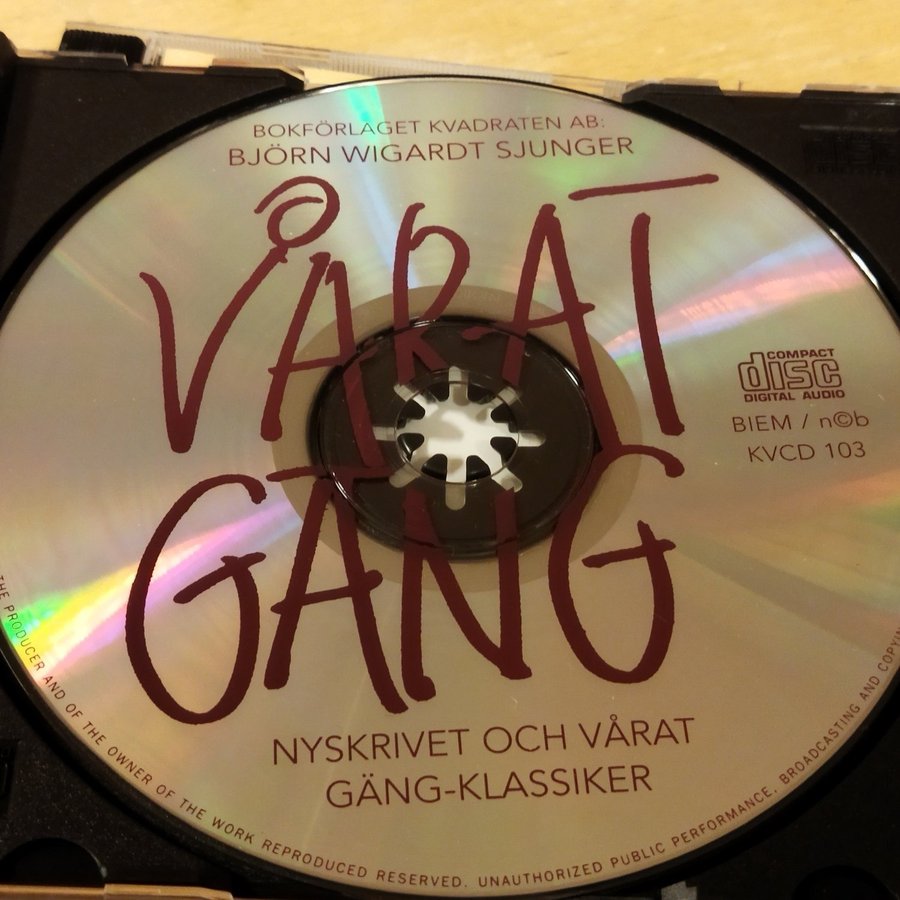 BOKFÖRLAGET KVADRATEN AB:
BJÖRN WIGARDT SJUNGER
VÅRAT
GÄNG
COMPACT
disc
DIGITAL AUDIO
BIEM / n©b
KVCD 103
NYSKRIVET OCH VÅRAT
GÄNG-KLASSIKER
THE PRODUCER AND OF THE OWNER OF THE WORK REPRODUCED RESERVED. UNAUTHORIZED PUBLIC PERFORMANCE, BROADCASTING AND